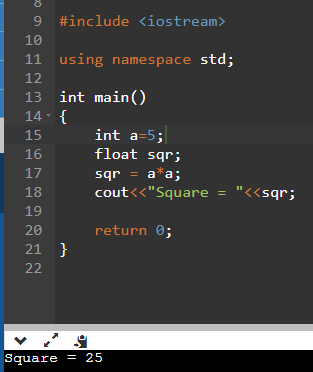 8
9 #include <iostream>
10
11 using namespace std;
12
13 int main()
14 {
15 int a=5;
16 float sqr;
17 sqr = a*a;
18 cout<<"Square = "<<sqr;
19
20 return 0;
21 }
22
Square = 25